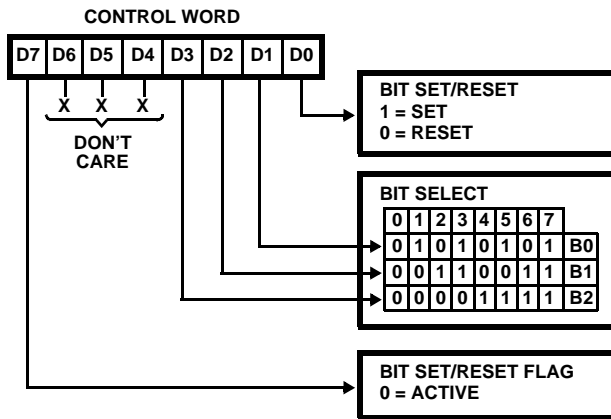 CONTROL WORD
D7 D6 D5 D4 D3 D2 D1 D0
X X X
DON'T
CARE
BIT SET/RESET
1 = SET
0 = RESET
BIT SELECT
0 1 2 3 4 5 6 7
0 1 0 1 0 1 0 1 B0
0 0 1 1 0 0 1 1 B1
0 0 0 0 1 1 1 1 B2
BIT SET/RESET FLAG
0 = ACTIVE